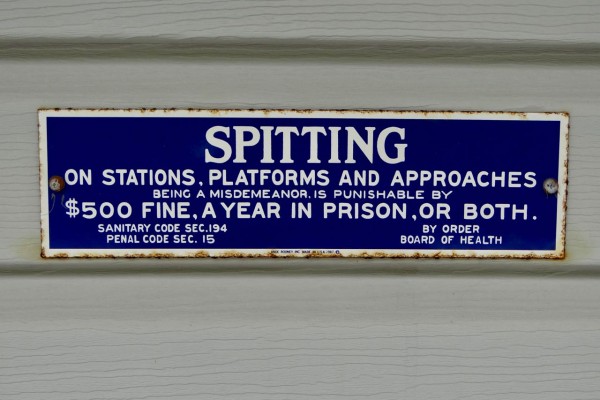 SPITTING
ON STATIONS, PLATFORMS AND APPROACHES
BEING A MISDEMEANOR, IS PUNISHABLE BY
$500 FINE, A YEAR IN PRISON, OR BOTH.
SANITARY CODE SEC. 194
PENAL CODE SEC. 15
BY ORDER
BOARD OF HEALTH